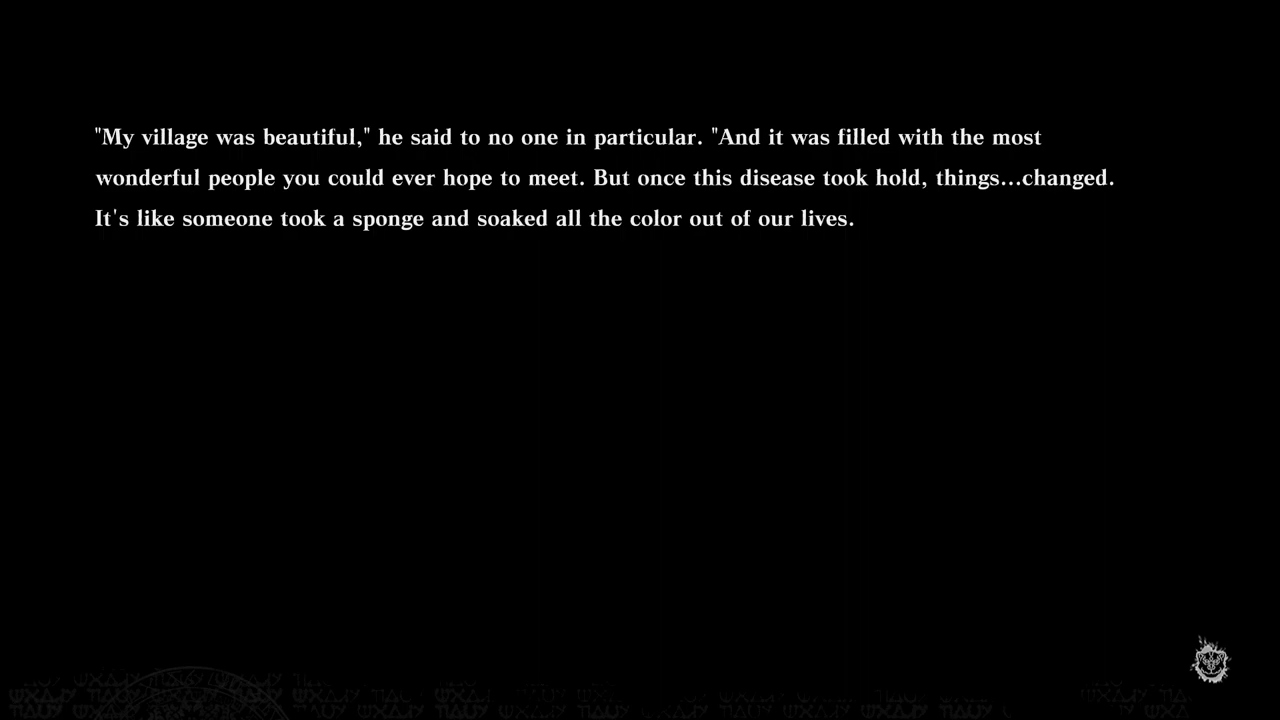 "My village was beautiful," he said to no one in particular. "And it was filled with the most
wonderful people you could ever hope to meet. But once this disease took hold, things...changed.
It's like someone took a sponge and soaked all the color out of our lives.